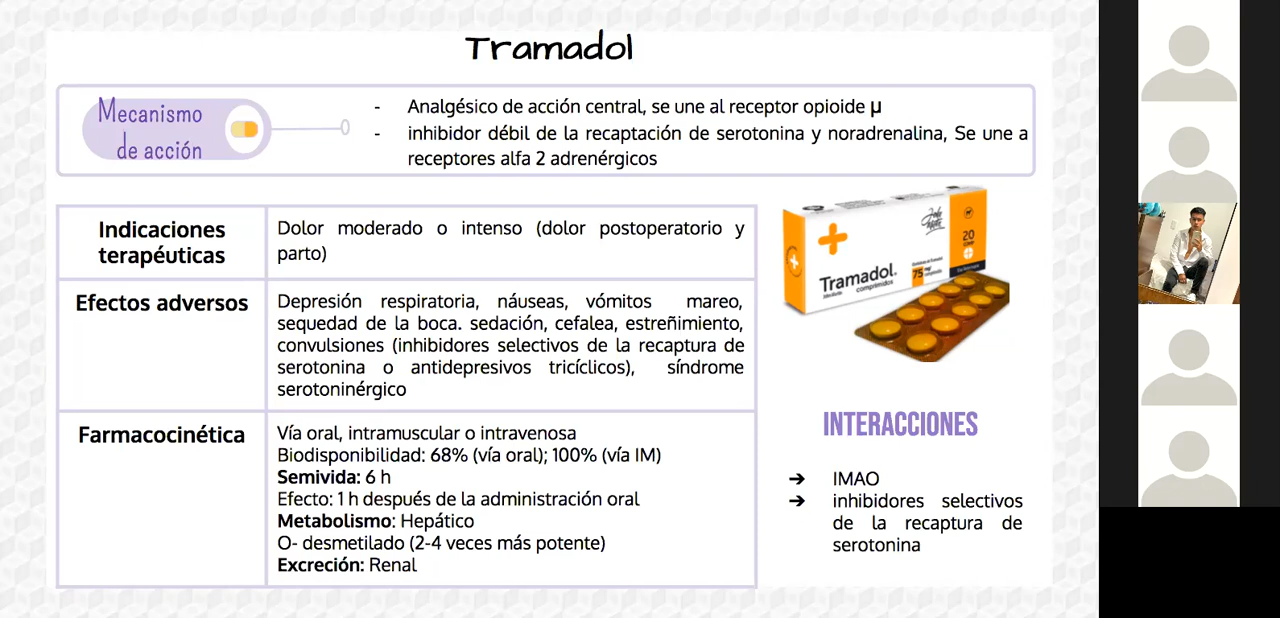 Tramadol
Mecanismo
de acción
- Analgésico de acción central, se une al receptor opioide μ
- inhibidor débil de la recaptación de serotonina y noradrenalina, Se une a
receptores alfa 2 adrenérgicos
Indicaciones
terapéuticas
Dolor moderado o intenso (dolor postoperatorio y
parto)
Efectos adversos
Depresión respiratoria, náuseas, vómitos mareo,
sequedad de la boca. sedación, cefalea, estreñimiento,
convulsiones (inhibidores selectivos de la recaptura de
serotonina o antidepresivos tricíclicos), síndrome
serotoninérgico
Farmacocinética
Vía oral, intramuscular o intravenosa
Biodisponibilidad: 68% (vía oral); 100% (vía IM)
Semivida: 6 h
Efecto: 1 h después de la administración oral
Metabolismo: Hepático
O- desmetilado (2-4 veces más potente)
Excreción: Renal
20
Tramadol.
comprimidos
75 mg
INTERACCIONES
➔ IMAO
➔ inhibidores selectivos
de la recaptura de
serotonina